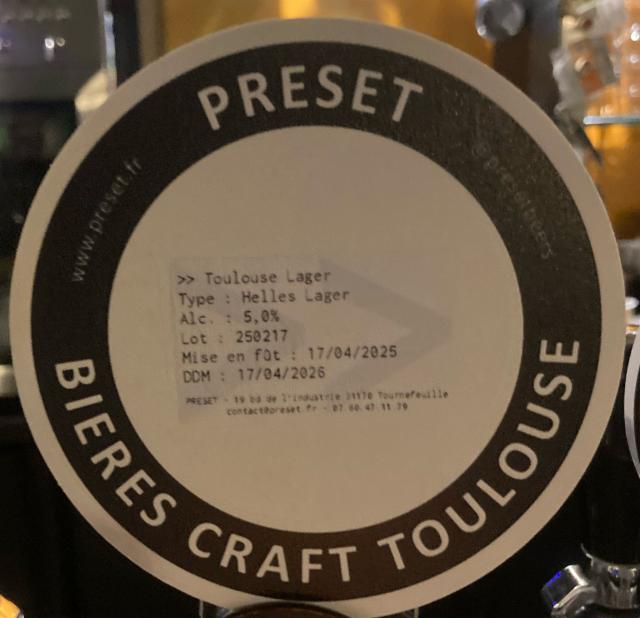 PRESET
www.preset.fr
@presetbeers
>> Toulouse Lager
Type : Helles Lager
Alc. : 5,0%
Lot : 250217
Mise en fût : 17/04/2025
DDM : 17/04/2026
PRESET - 19 bd de l'industrie 31170 Tournefeuille
contact@preset.fr - 07.60.47.11.79
BIERES CRAFT TOULOUSE